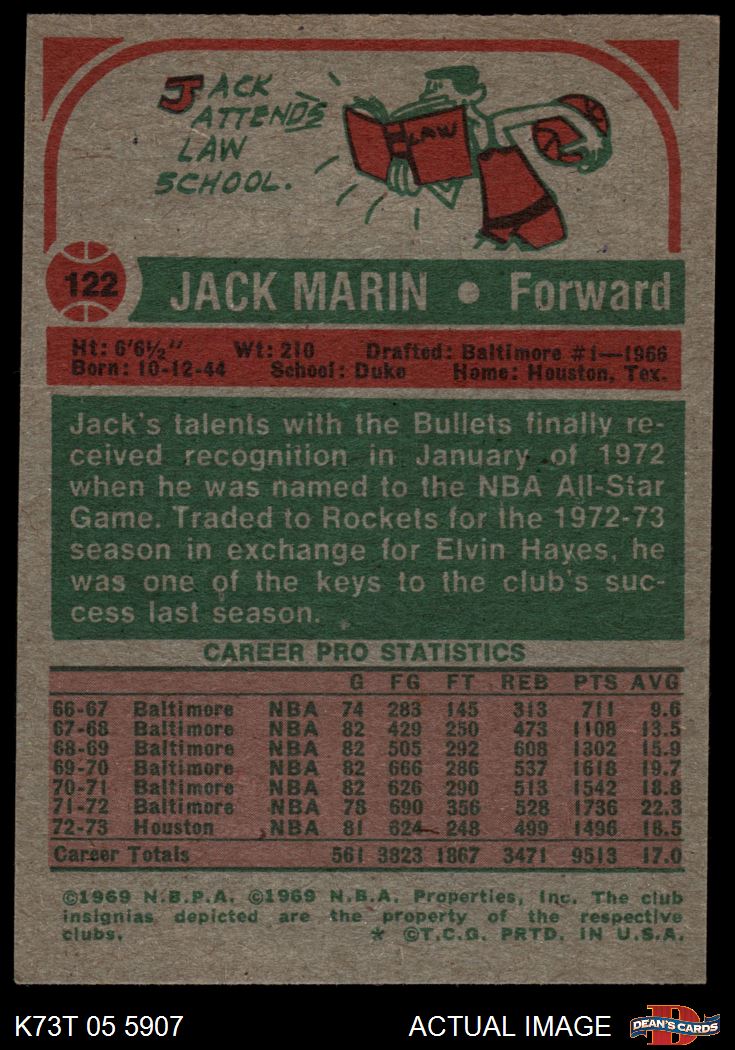 JACK
ATTENDS
LAW
SCHOOL.
LAW
122 JACK MARIN • Forward
Ht: 6'6½" Wt: 210 Drafted: Baltimore #1—1966
Born: 10-12-44 School: Duke Home: Houston, Tex.
Jack's talents with the Bullets finally re-
ceived recognition in January of 1972
when he was named to the NBA All-Star
Game. Traded to Rockets for the 1972-73
season in exchange for Elvin Hayes, he
was one of the keys to the club's suc-
cess last season.
CAREER PRO STATISTICS
G FG FT REB PTS AVG
66-67 Baltimore NBA 74 283 145 313 711 9.6
67-68 Baltimore NBA 82 429 250 473 1108 13.5
68-69 Baltimore NBA 82 505 292 608 1302 15.9
69-70 Baltimore NBA 82 666 286 537 1618 19.7
70-71 Baltimore NBA 82 626 290 513 1542 18.8
71-72 Baltimore NBA 78 690 356 528 1736 22.3
72-73 Houston NBA 81 624 248 499 1496 18.5
Career Totals 561 3823 1867 3471 9513 17.0
©1969 N.B.P.A. ©1969 N.B.A. Properties, Inc. The club
insignias depicted are the property of the respective
clubs. * ©T.C.G. PRTD. IN U.S.A.
K73T 05 5907 ACTUAL IMAGE D DEAN'S CARDS